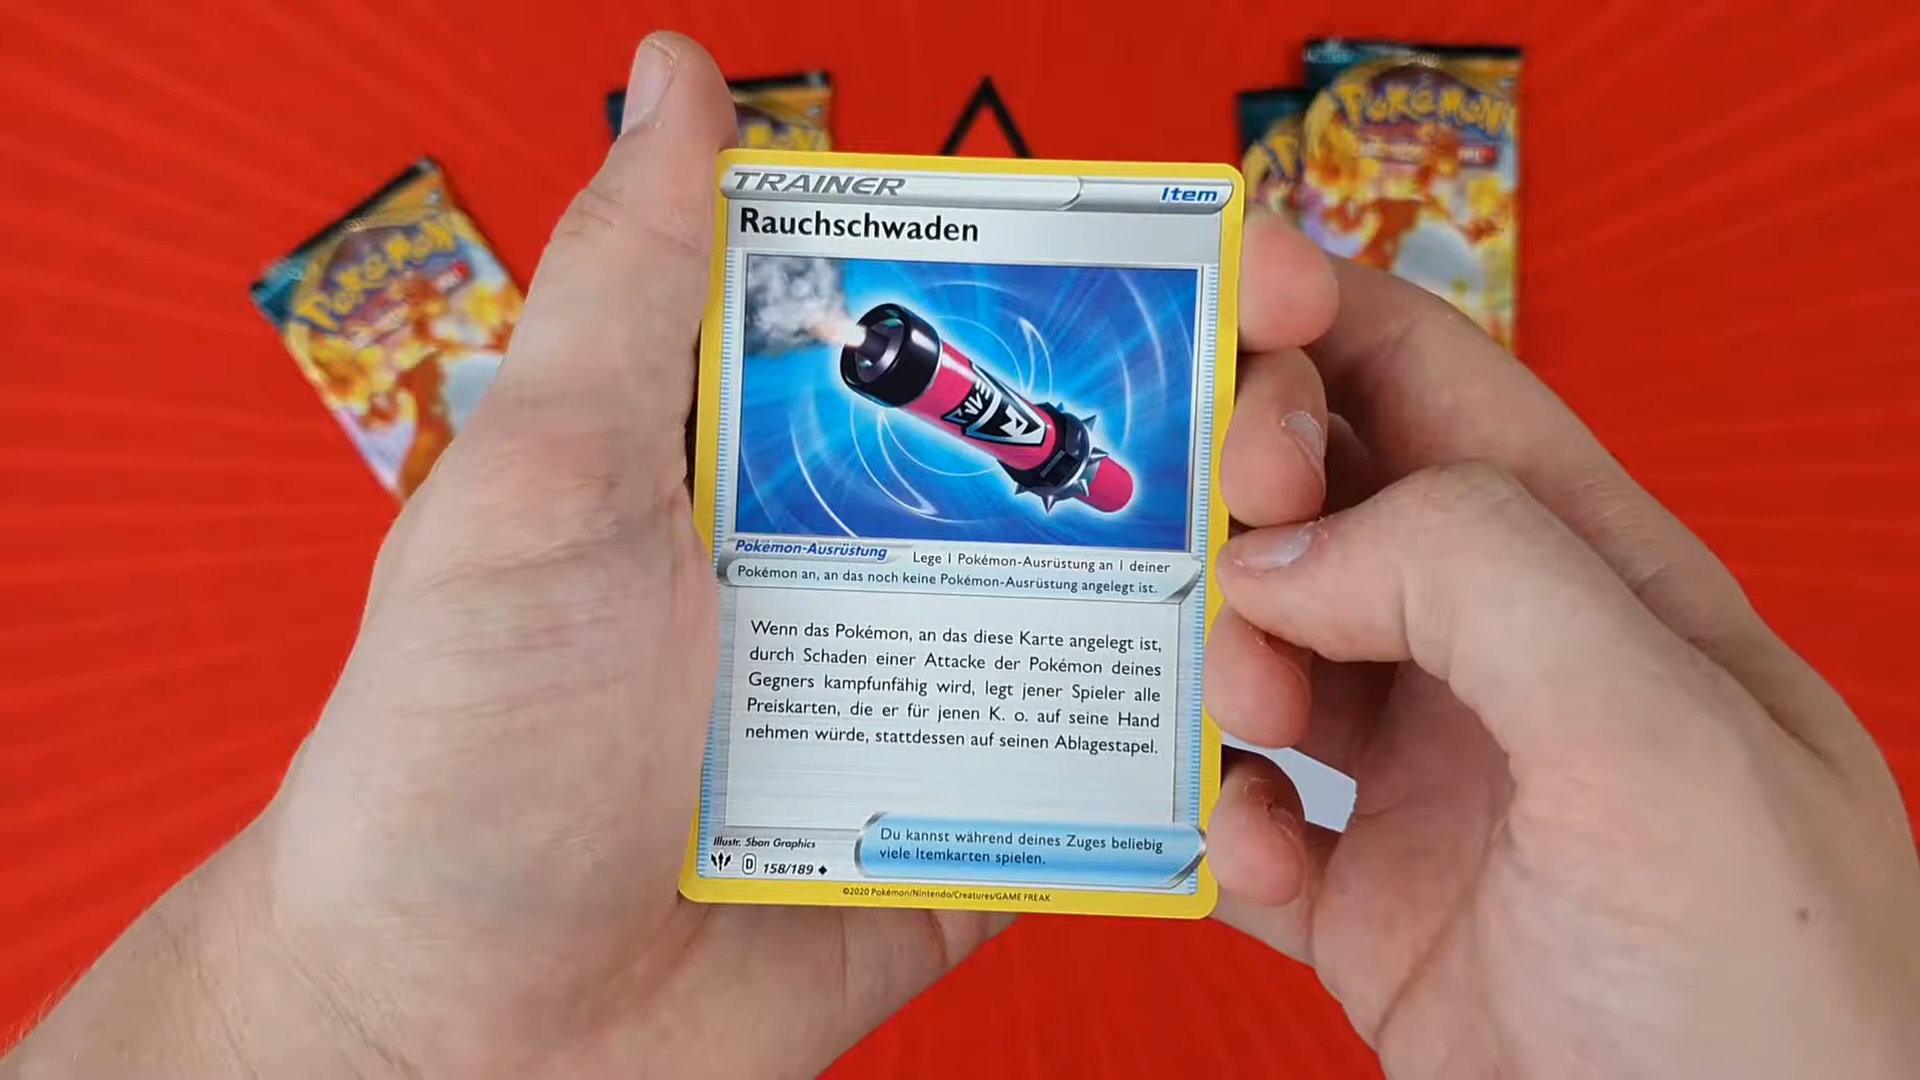 Pokémon
Pokémon
TRAINER
Item
Rauchschwaden
Pokémon-Ausrüstung
Lege 1 Pokémon-Ausrüstung an 1 deiner
Pokémon an, an das noch keine Pokémon-Ausrüstung angelegt ist.
Wenn das Pokémon, an das diese Karte angelegt ist,
durch Schaden einer Attacke der Pokémon deines
Gegners kampfunfähig wird, legt jener Spieler alle
Preiskarten, die er für jenen K. o. auf seine Hand
nehmen würde, stattdessen auf seinen Ablagestapel.
Du kannst während deines Zuges beliebig
viele Itemkarten spielen.
Illustr. 5ban Graphics
D 158/189
©2020 Pokémon/Nintendo/Creatures/GAME FREAK